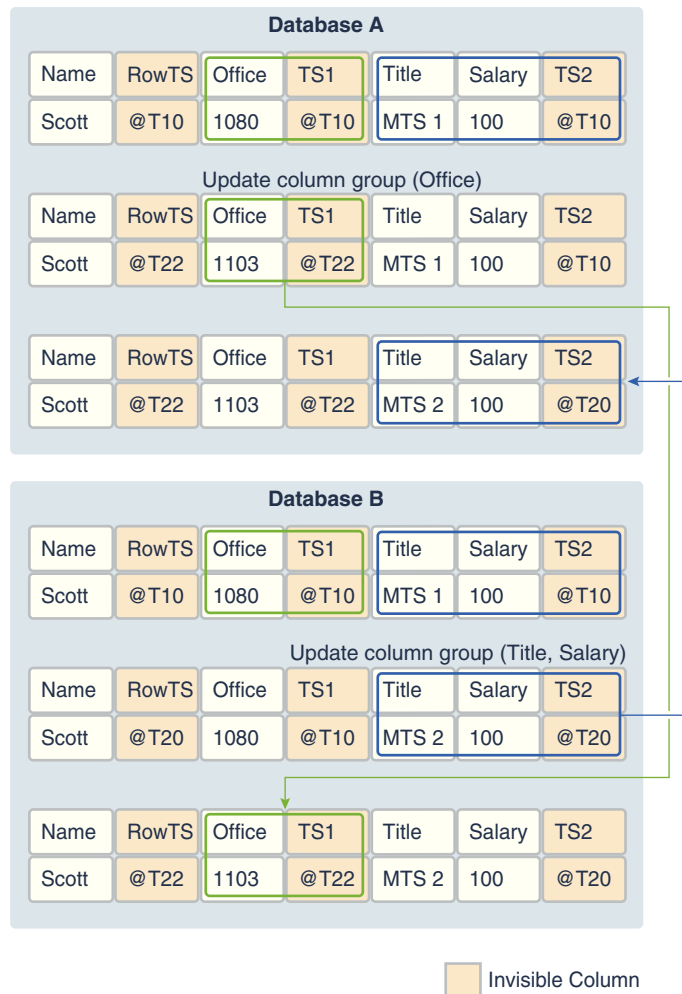 Database A
Name RowTS Office TS1 Title Salary TS2
Scott @T10 1080 @T10 MTS 1 100 @T10
Update column group (Office)
Name RowTS Office TS1 Title Salary TS2
Scott @T22 1103 @T22 MTS 1 100 @T10
Name RowTS Office TS1 Title Salary TS2
Scott @T22 1103 @T22 MTS 2 100 @T20
Database B
Name RowTS Office TS1 Title Salary TS2
Scott @T10 1080 @T10 MTS 1 100 @T10
Update column group (Title, Salary)
Name RowTS Office TS1 Title Salary TS2
Scott @T20 1080 @T10 MTS 2 100 @T20
Name RowTS Office TS1 Title Salary TS2
Scott @T22 1103 @T22 MTS 2 100 @T20
Invisible Column